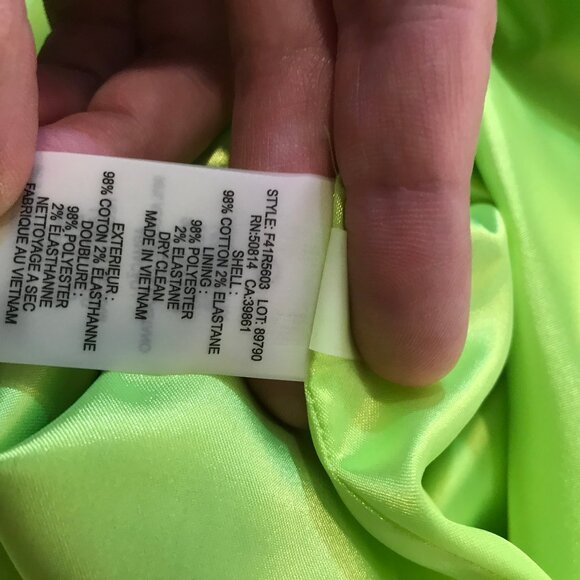 STYLE: F41R5603 LOT: 89790
RN:50814 CA:39861
SHELL :
98% COTTON 2% ELASTANE
LINING :
98% POLYESTER
2% ELASTANE
DRY CLEAN
MADE IN VIETNAM
EXTERIEUR :
98% COTON 2% ELASTHANNE
DOUBLURE :
98% POLYESTER
2% ELASTHANNE
NETTOYAGE A SEC
FABRIQUE AU VIETNAM